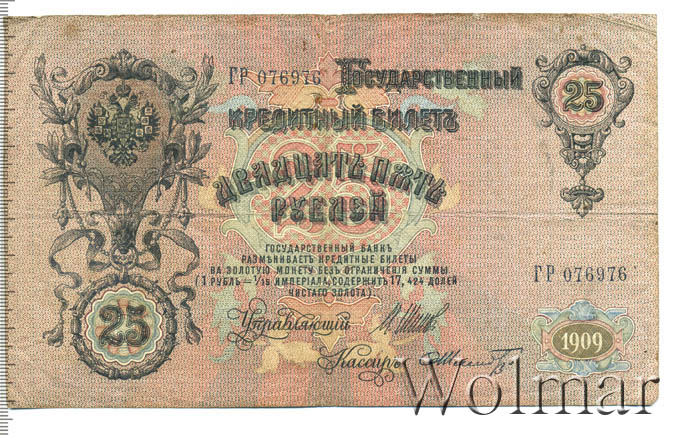 ГР 076976 Государственный
25
кредитный билетъ
Двадцать пять
рублей
Государственный банкъ
размѣниваетъ кредитные билеты
на золотую монету безъ ограниченія суммы
(1 рубль = 1/15 имперіала, содержитъ 17,424 долей
чистаго золота)
ГР 076976
25
Управляющій
1909
Кассиръ
Wolmar